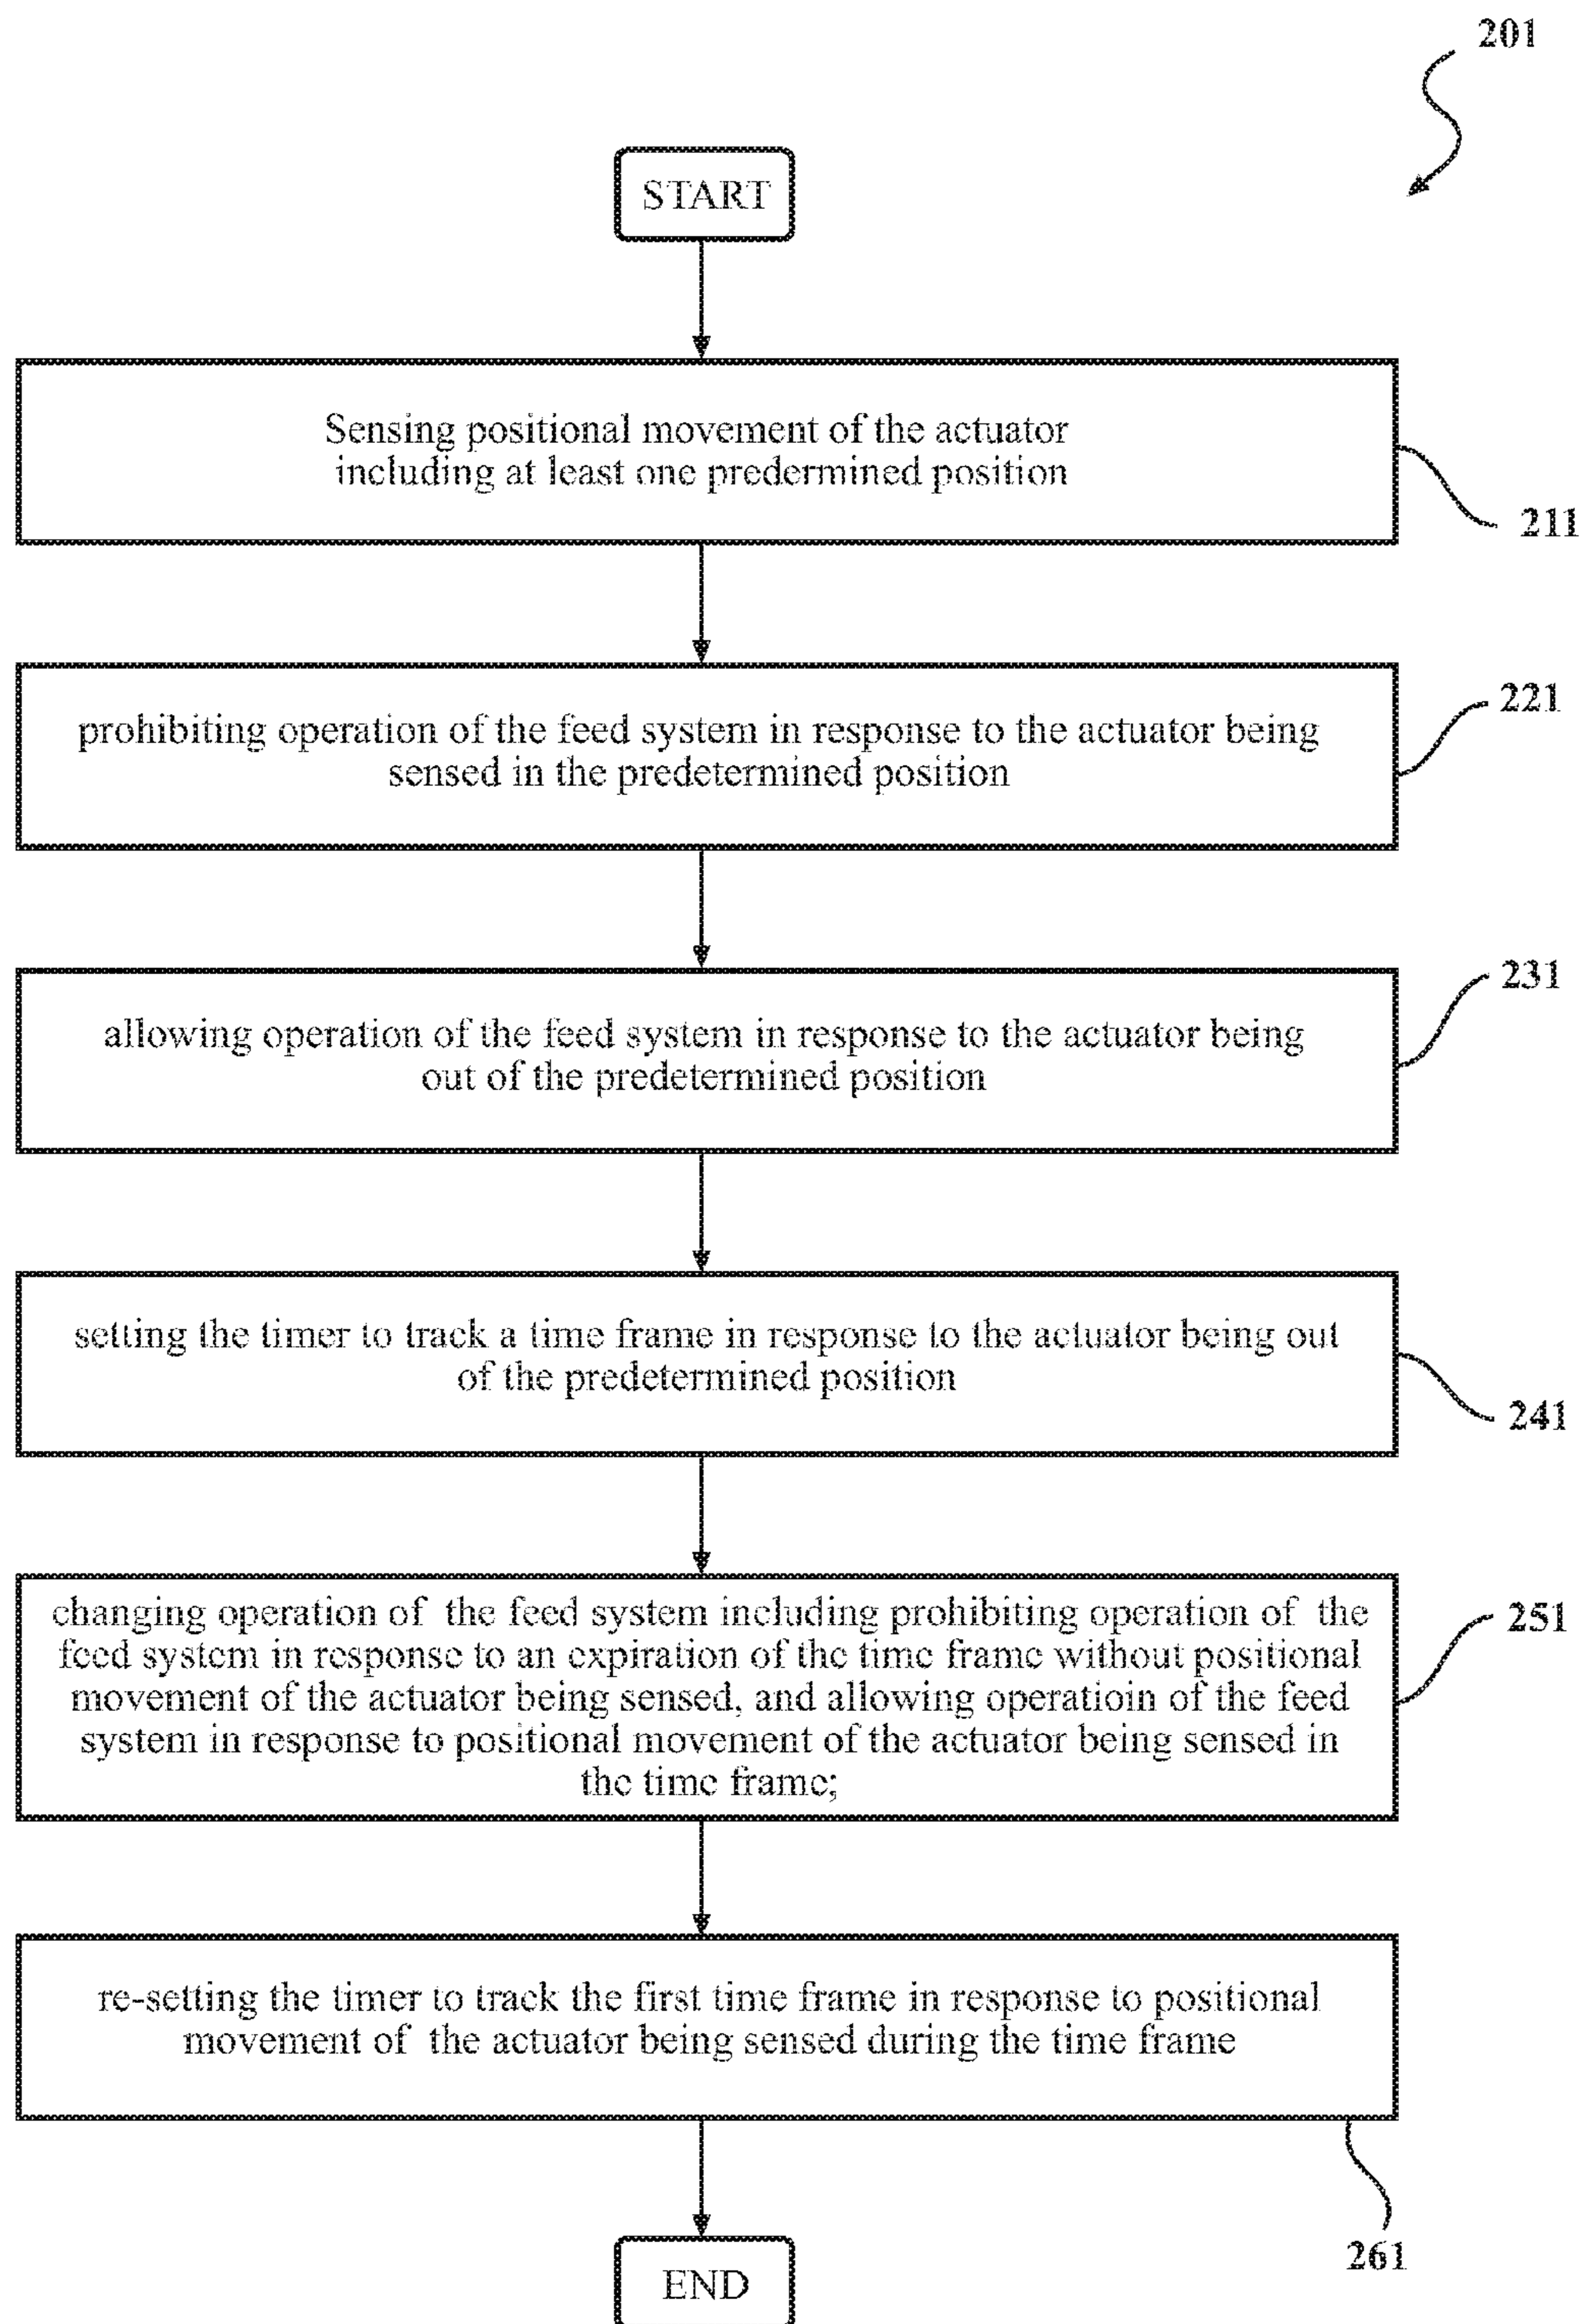 201
START
Sensing positional movement of the actuator
including at least one predermined position
211
prohibiting operation of the feed system in response to the actuator being
sensed in the predetermined position
221
allowing operation of the feed system in response to the actuator being
out of the predetermined position
231
setting the timer to track a time frame in response to the actuator being out
of the predetermined position
241
changing operation of the feed system including prohibiting operation of the
feed system in response to an expiration of the time frame without positional
movement of the actuator being sensed, and allowing operatioin of the feed
system in response to positional movement of the actuator being sensed in
the time frame;
251
re-setting the timer to track the first time frame in response to positional
movement of the actuator being sensed during the time frame
261
END